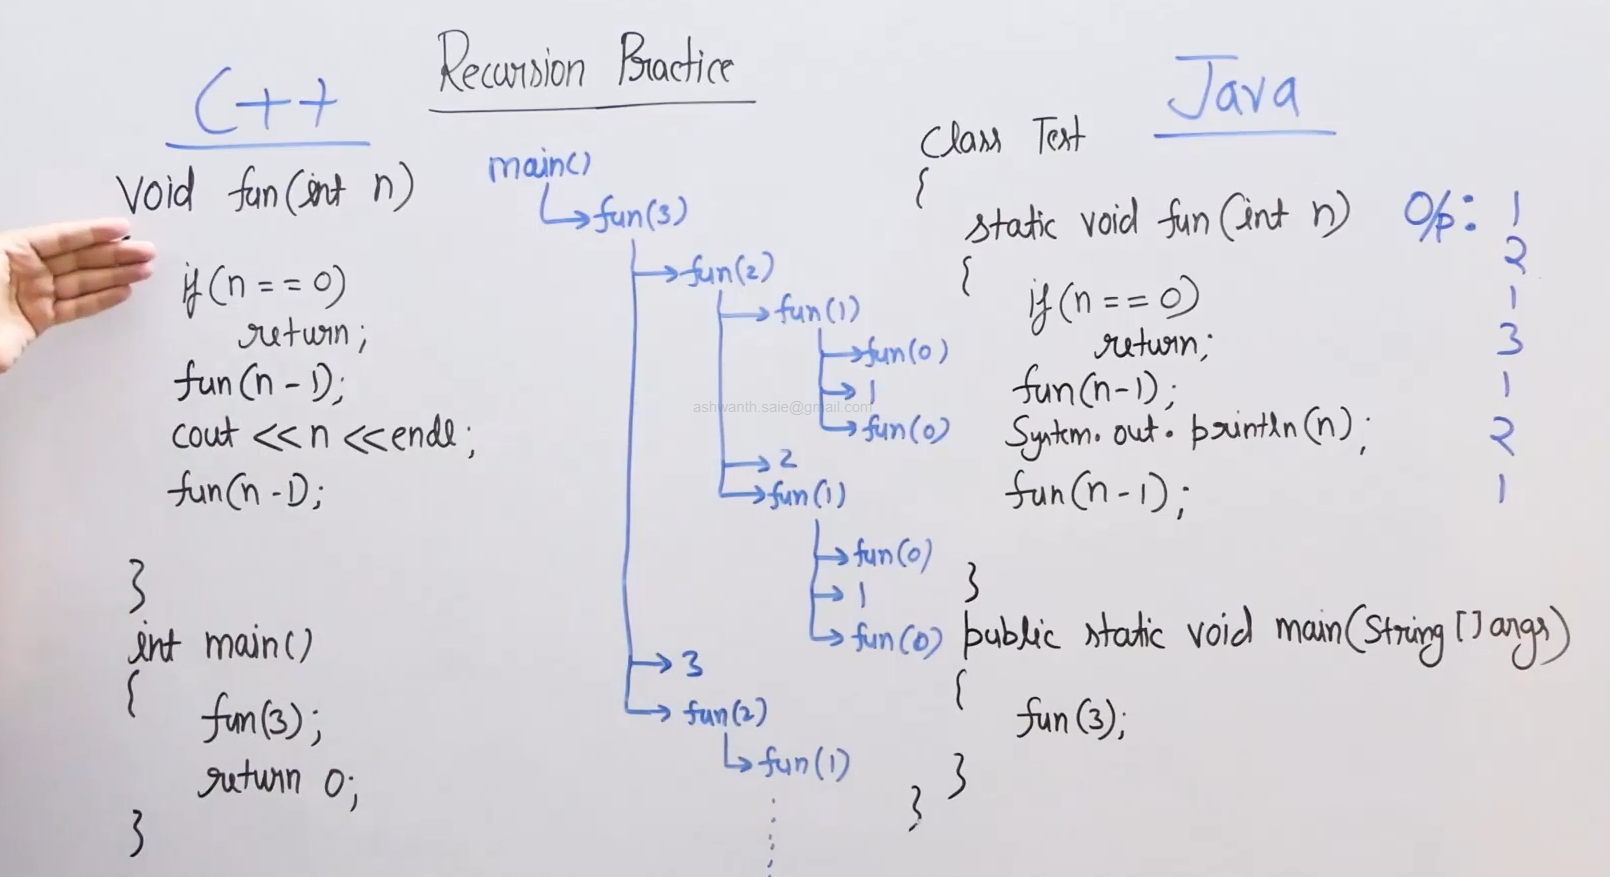 Recursion Practice
C++
void fun(int n)
if(n == 0)
return;
fun(n-1);
cout <<n <<endl;
fun(n-1);
}
int main()
{
fun(3);
return 0;
}
main()
fun(3)
fun(2)
fun(1)
fun(0)
1
fun(0)
2
fun(1)
fun(0)
1
fun(0)
3
fun(2)
fun(1)
ashwanth.saie@gmail.com
Java
Class Test
{
static void fun(int n)
{
if(n == 0)
return;
fun(n-1);
System.out.println(n);
fun(n-1);
}
public static void main(String [] args)
{
fun(3);
}
}
O/p: 1
2
1
3
1
2
1